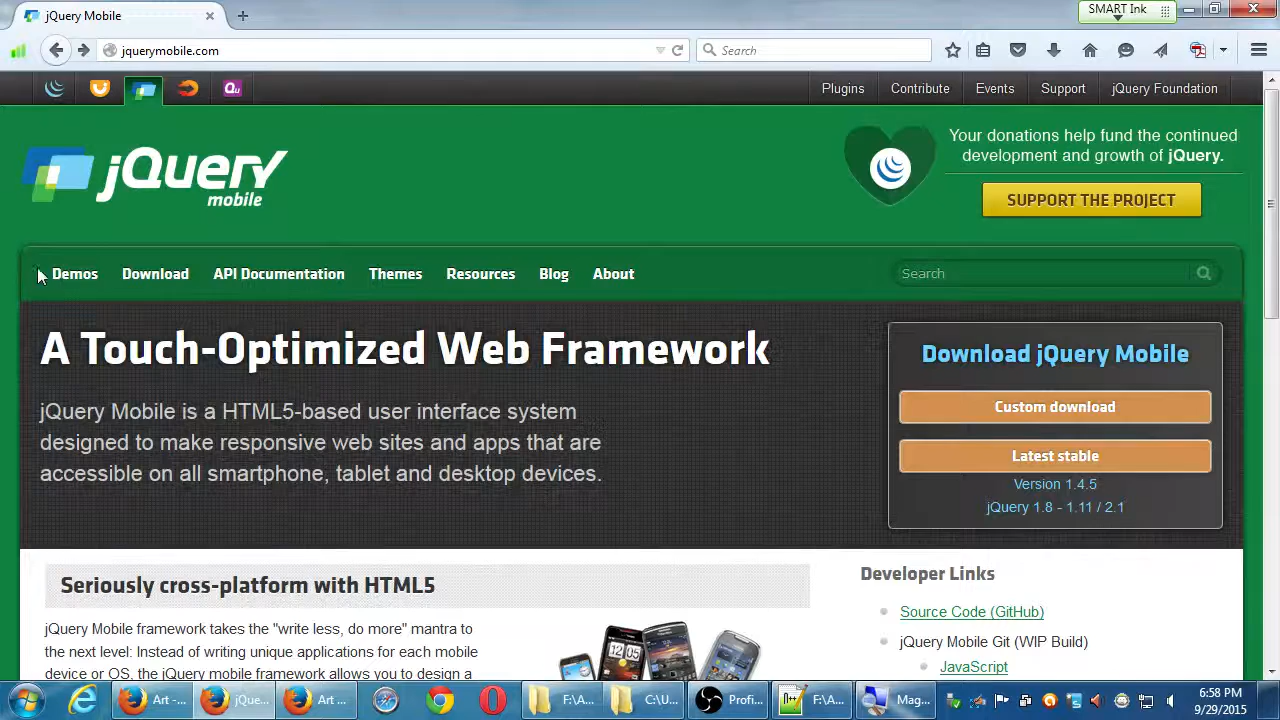 jQuery Mobile
SMART Ink
jquerymobile.com
Search
Plugins
Contribute
Events
Support
jQuery Foundation
jQuery
mobile
Your donations help fund the continued
development and growth of jQuery.
SUPPORT THE PROJECT
Demos
Download
API Documentation
Themes
Resources
Blog
About
Search
A Touch-Optimized Web Framework
jQuery Mobile is a HTML5-based user interface system
designed to make responsive web sites and apps that are
accessible on all smartphone, tablet and desktop devices.
Download jQuery Mobile
Custom download
Latest stable
Version 1.4.5
jQuery 1.8 - 1.11 / 2.1
Seriously cross-platform with HTML5
jQuery Mobile framework takes the "write less, do more" mantra to
the next level: Instead of writing unique applications for each mobile
device or OS, the jQuery mobile framework allows you to design a
Developer Links
Source Code (GitHub)
jQuery Mobile Git (WIP Build)
JavaScript
Art -...
jQue...
Art ...
F:\A...
C:\U...
Profi...
F:\A...
Mag...
6:58 PM
9/29/2015